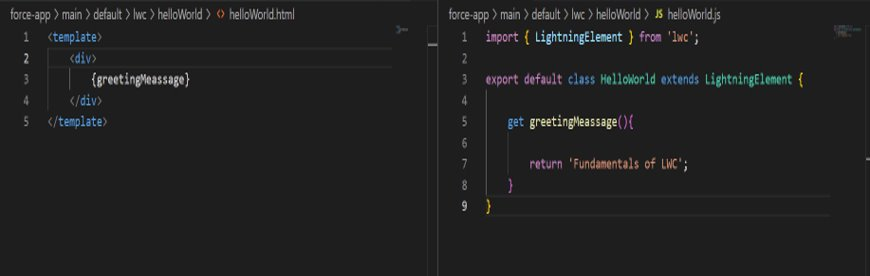 force-app > main > default > lwc > helloWorld > <> helloWorld.html
1 <template>
2 <div>
3 {greetingMeassage}
4 </div>
5 </template>
force-app > main > default > lwc > helloWorld > JS helloWorld.js
1 import { LightningElement } from 'lwc';
2
3 export default class HelloWorld extends LightningElement {
4
5 get greetingMeassage(){
6
7 return 'Fundamentals of LWC';
8 }
9 }